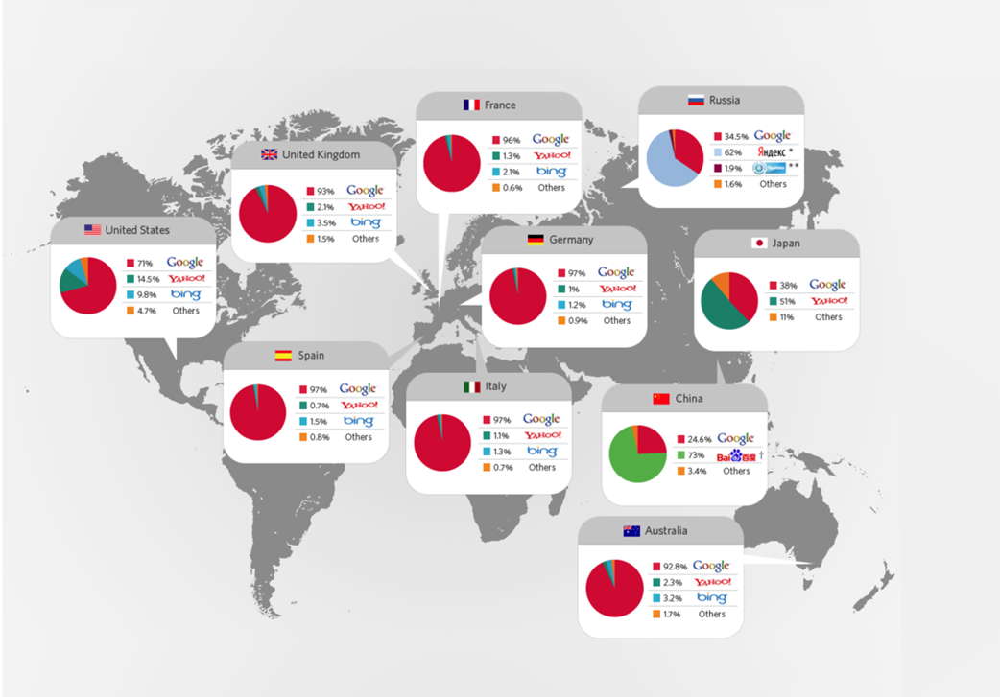 France
96% Google
1.3% YAHOO!
2.1% bing
0.6% Others
Russia
34.5% Google
62% Яндекс *
1.9% **
1.6% Others
United Kingdom
93% Google
2.1% YAHOO!
3.5% bing
1.5% Others
United States
71% Google
14.5% YAHOO!
9.8% bing
4.7% Others
Germany
97% Google
1% YAHOO!
1.2% bing
0.9% Others
Japan
38% Google
51% YAHOO!
11% Others
Spain
97% Google
0.7% YAHOO!
1.5% bing
0.8% Others
Italy
97% Google
1.1% YAHOO!
1.3% bing
0.7% Others
China
24.6% Google
73% Bai百度 †
3.4% Others
Australia
92.8% Google
2.3% YAHOO!
3.2% bing
1.7% Others